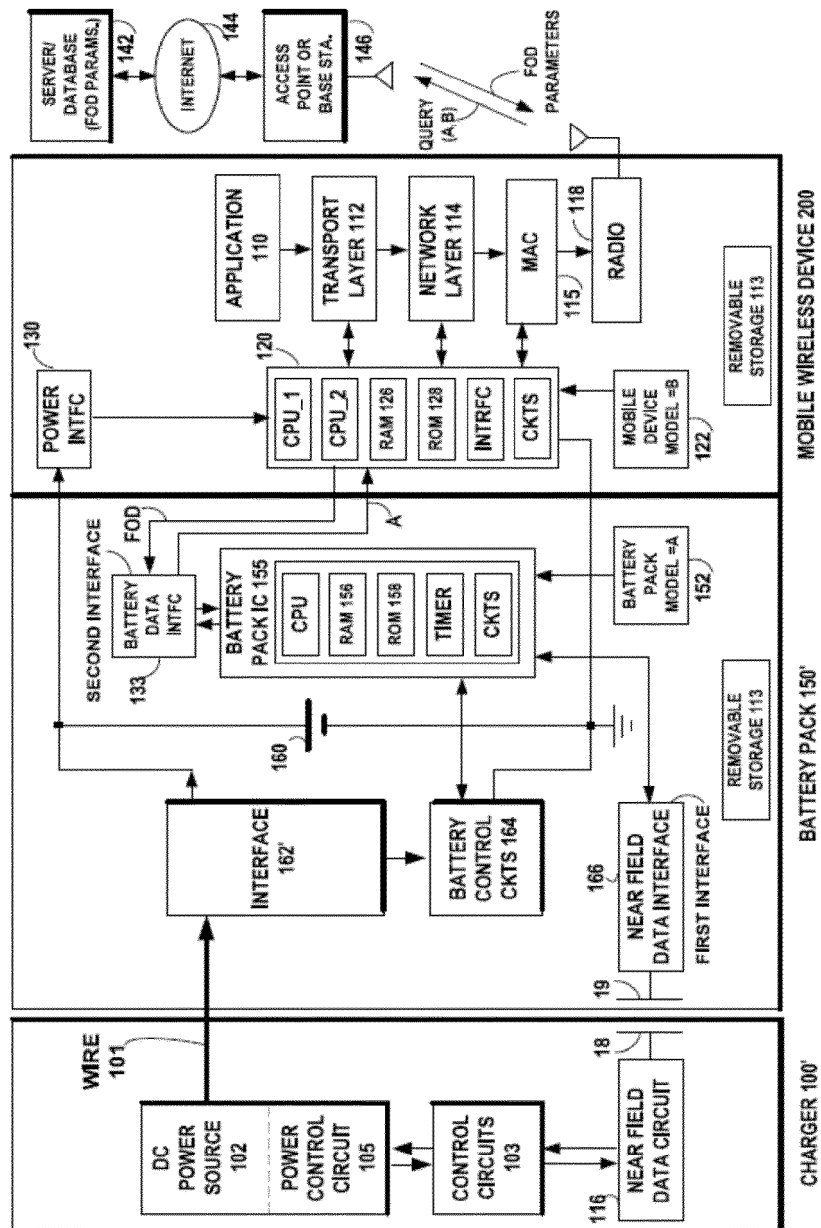 CHARGER 100'
DC
POWER
SOURCE
102
POWER
CONTROL
CIRCUIT
105
WIRE
101
CONTROL
CIRCUITS
103
116
NEAR FIELD
DATA CIRCUIT
18
BATTERY PACK 150'
19
INTERFACE
162'
BATTERY
CONTROL
CKTS 164
166
NEAR FIELD
DATA INTERFACE
FIRST INTERFACE
160
SECOND INTERFACE
BATTERY
DATA
INTFC
133
BATTERY
PACK IC 155
CPU
RAM 156
ROM 158
TIMER
CKTS
BATTERY
PACK
MODEL =A
152
REMOVABLE
STORAGE 113
FOD
A
MOBILE WIRELESS DEVICE 200
POWER
INTFC
130
120
CPU_1
CPU_2
RAM 126
ROM 128
INTRFC
CKTS
MOBILE
DEVICE
MODEL =B
122
APPLICATION
110
TRANSPORT
LAYER 112
NETWORK
LAYER 114
MAC
115
118
RADIO
REMOVABLE
STORAGE 113
SERVER/
DATABASE
(FOD PARAMS.)
142
INTERNET
144
ACCESS
POINT OR
BASE STA.
146
QUERY
(A,B)
FOD
PARAMETERS